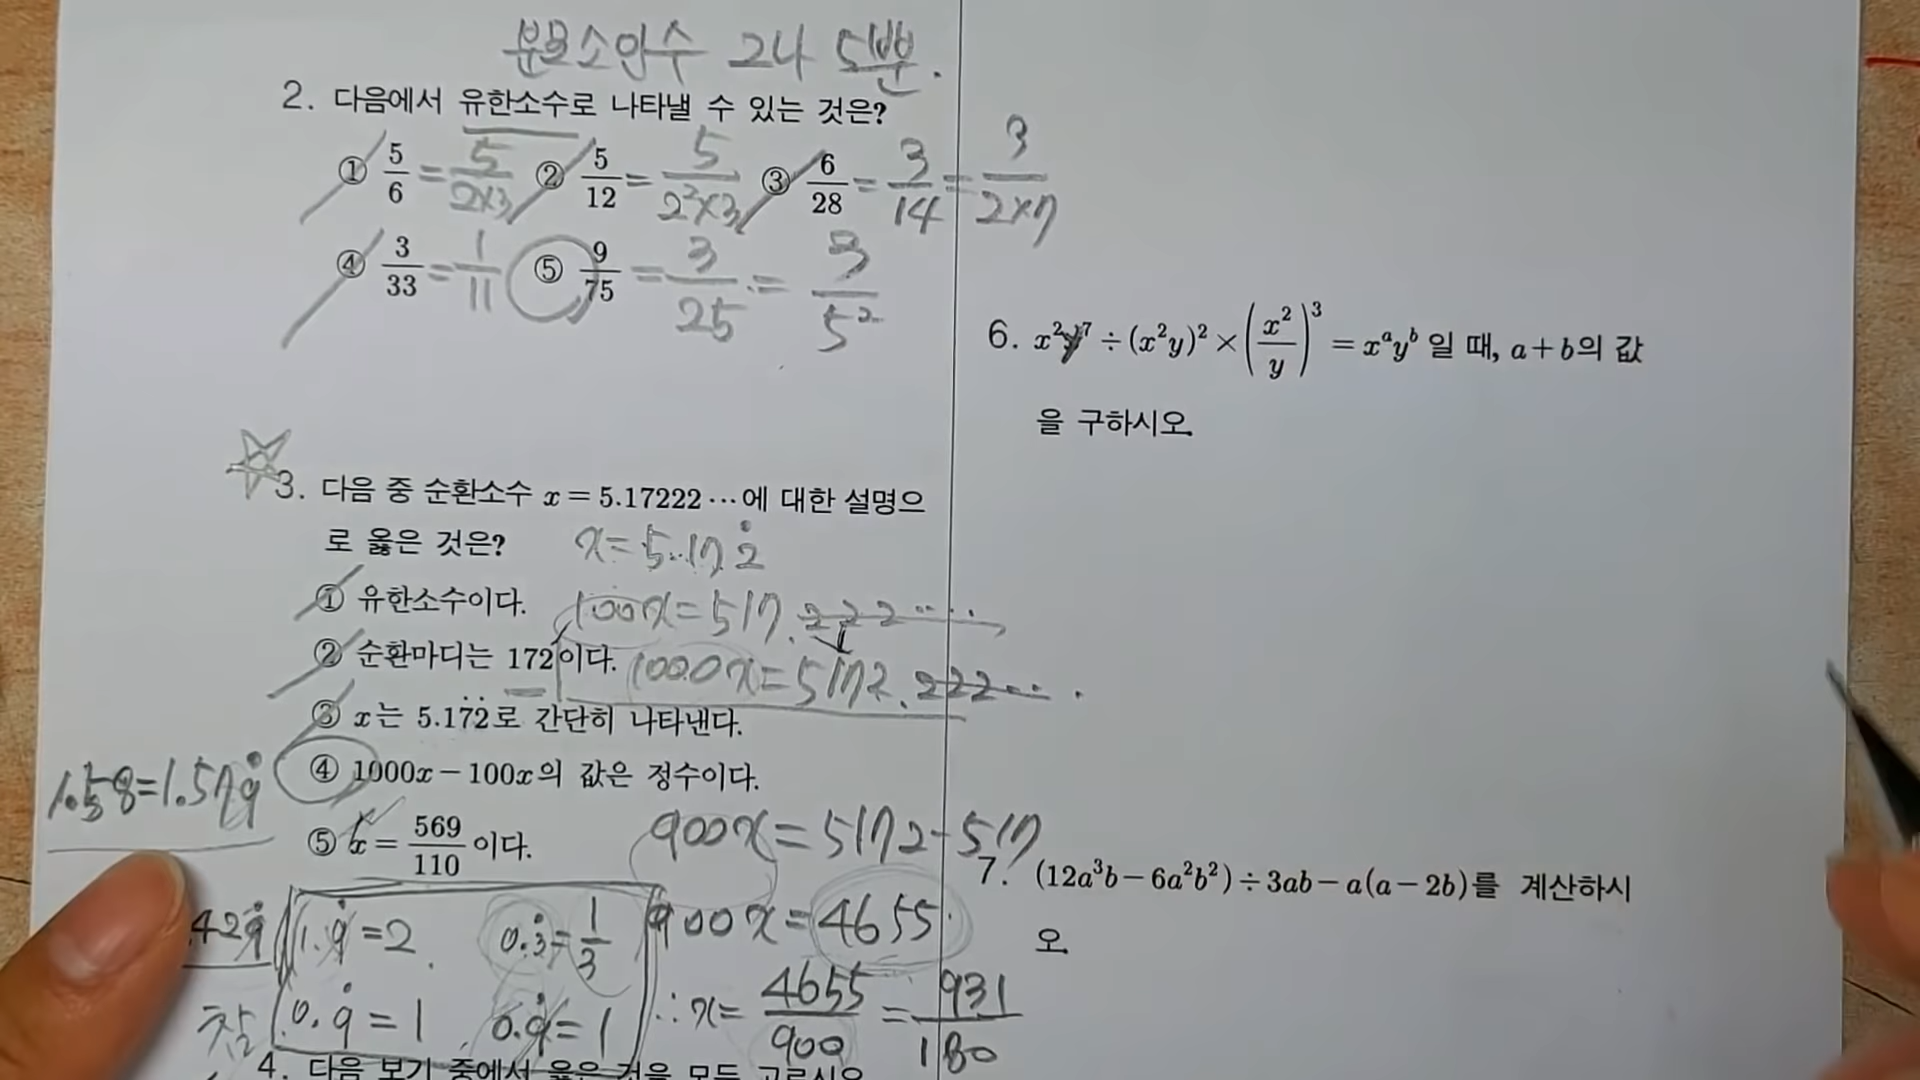 분모소인수 2나 5뿐.
2. 다음에서 유한소수로 나타낼 수 있는 것은?
① 5/6 = 5/2×3 ② 5/12 = 5/2²×3 ③ 6/28 = 3/14 = 3/2×7
④ 3/33 = 1/11 ⑤ 9/75 = 3/25 = 3/5²
3. 다음 중 순환소수 x = 5.17222⋯에 대한 설명으
로 옳은 것은? x = 5.172̇
① 유한소수이다. 100x = 517.222⋯
② 순환마디는 172이다. 1000x = 5172.222⋯
③ x는 5.17̇2̇로 간단히 나타낸다.
④ 1000x − 100x의 값은 정수이다.
1.58 = 1.579̇
⑤ x = 569/110 이다. 900x = 5172 − 517
429̇ 1.9̇ = 2 0.3̇ = 1/3 900x = 4655
참 0.9̇ = 1 0.9̇ = 1 ∴ x = 4655/900 = 931/180
4. 다음 보기 중에서 옳은 것을 모두 고르시오
6. x²y⁷ ÷ (x²y)² × (x²/y)³ = xᵃyᵇ 일 때, a + b의 값
을 구하시오.
7. (12a³b − 6a²b²) ÷ 3ab − a(a − 2b)를 계산하시
오.